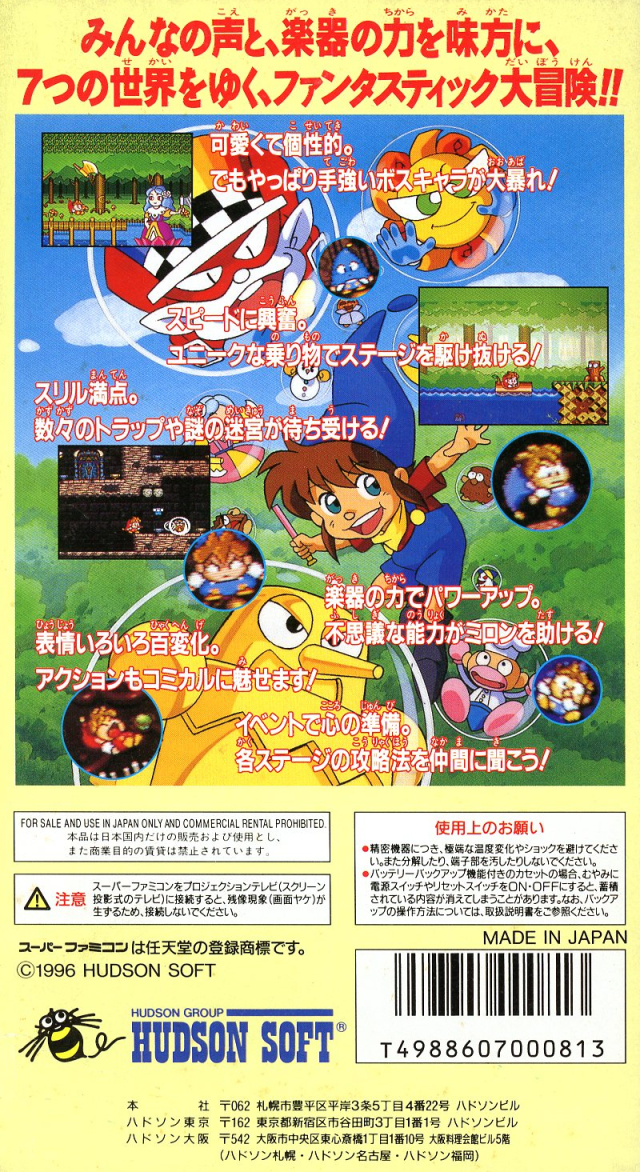 みんなの声と、楽器の力を味方に、
7つの世界をゆく、ファンタスティック大冒険!!
可愛くて個性的。
でもやっぱり手強いボスキャラが大暴れ!
スピードに興奮。
ユニークな乗り物でステージを駆け抜ける!
スリル満点。
数々のトラップや謎の迷宮が待ち受ける!
楽器の力でパワーアップ。
不思議な能力がミロンを助ける!
表情いろいろ百変化。
アクションもコミカルに魅せます!
イベントで心の準備。
各ステージの攻略法を仲間に聞こう!
FOR SALE AND USE IN JAPAN ONLY AND COMMERCIAL RENTAL PROHIBITED.
本品は日本国内だけの販売および使用とし、
また商業目的の賃貸は禁止されています。
注意
スーパーファミコンをプロジェクションテレビ(スクリーン
投影式のテレビ)に接続すると、残像現象(画面ヤケ)が
生ずるため、接続しないでください。
使用上のお願い
●精密機器につき、極端な温度変化やショックを避けてくださ
い。また分解したり、端子部を汚したりしないでください。
●バッテリーバックアップ機能付きのカセットの場合、むやみに
電源スイッチやリセットスイッチをON・OFFにすると、蓄積
されている内容が消えてしまうことがあります。なお、バックア
ップの操作方法については、取扱説明書をご参照ください。
スーパーファミコンは任天堂の登録商標です。
©1996 HUDSON SOFT
MADE IN JAPAN
HUDSON GROUP
HUDSON SOFT®
T4988607000813
本 社 〒062 札幌市豊平区平岸3条5丁目4番22号 ハドソンビル
ハドソン東京 〒162 東京都新宿区市谷田町3丁目1番1号 ハドソンビル
ハドソン大阪 〒542 大阪市中央区東心斎橋1丁目1番10号 大阪料理会館ビル5階
(ハドソン札幌・ハドソン名古屋・ハドソン福岡)